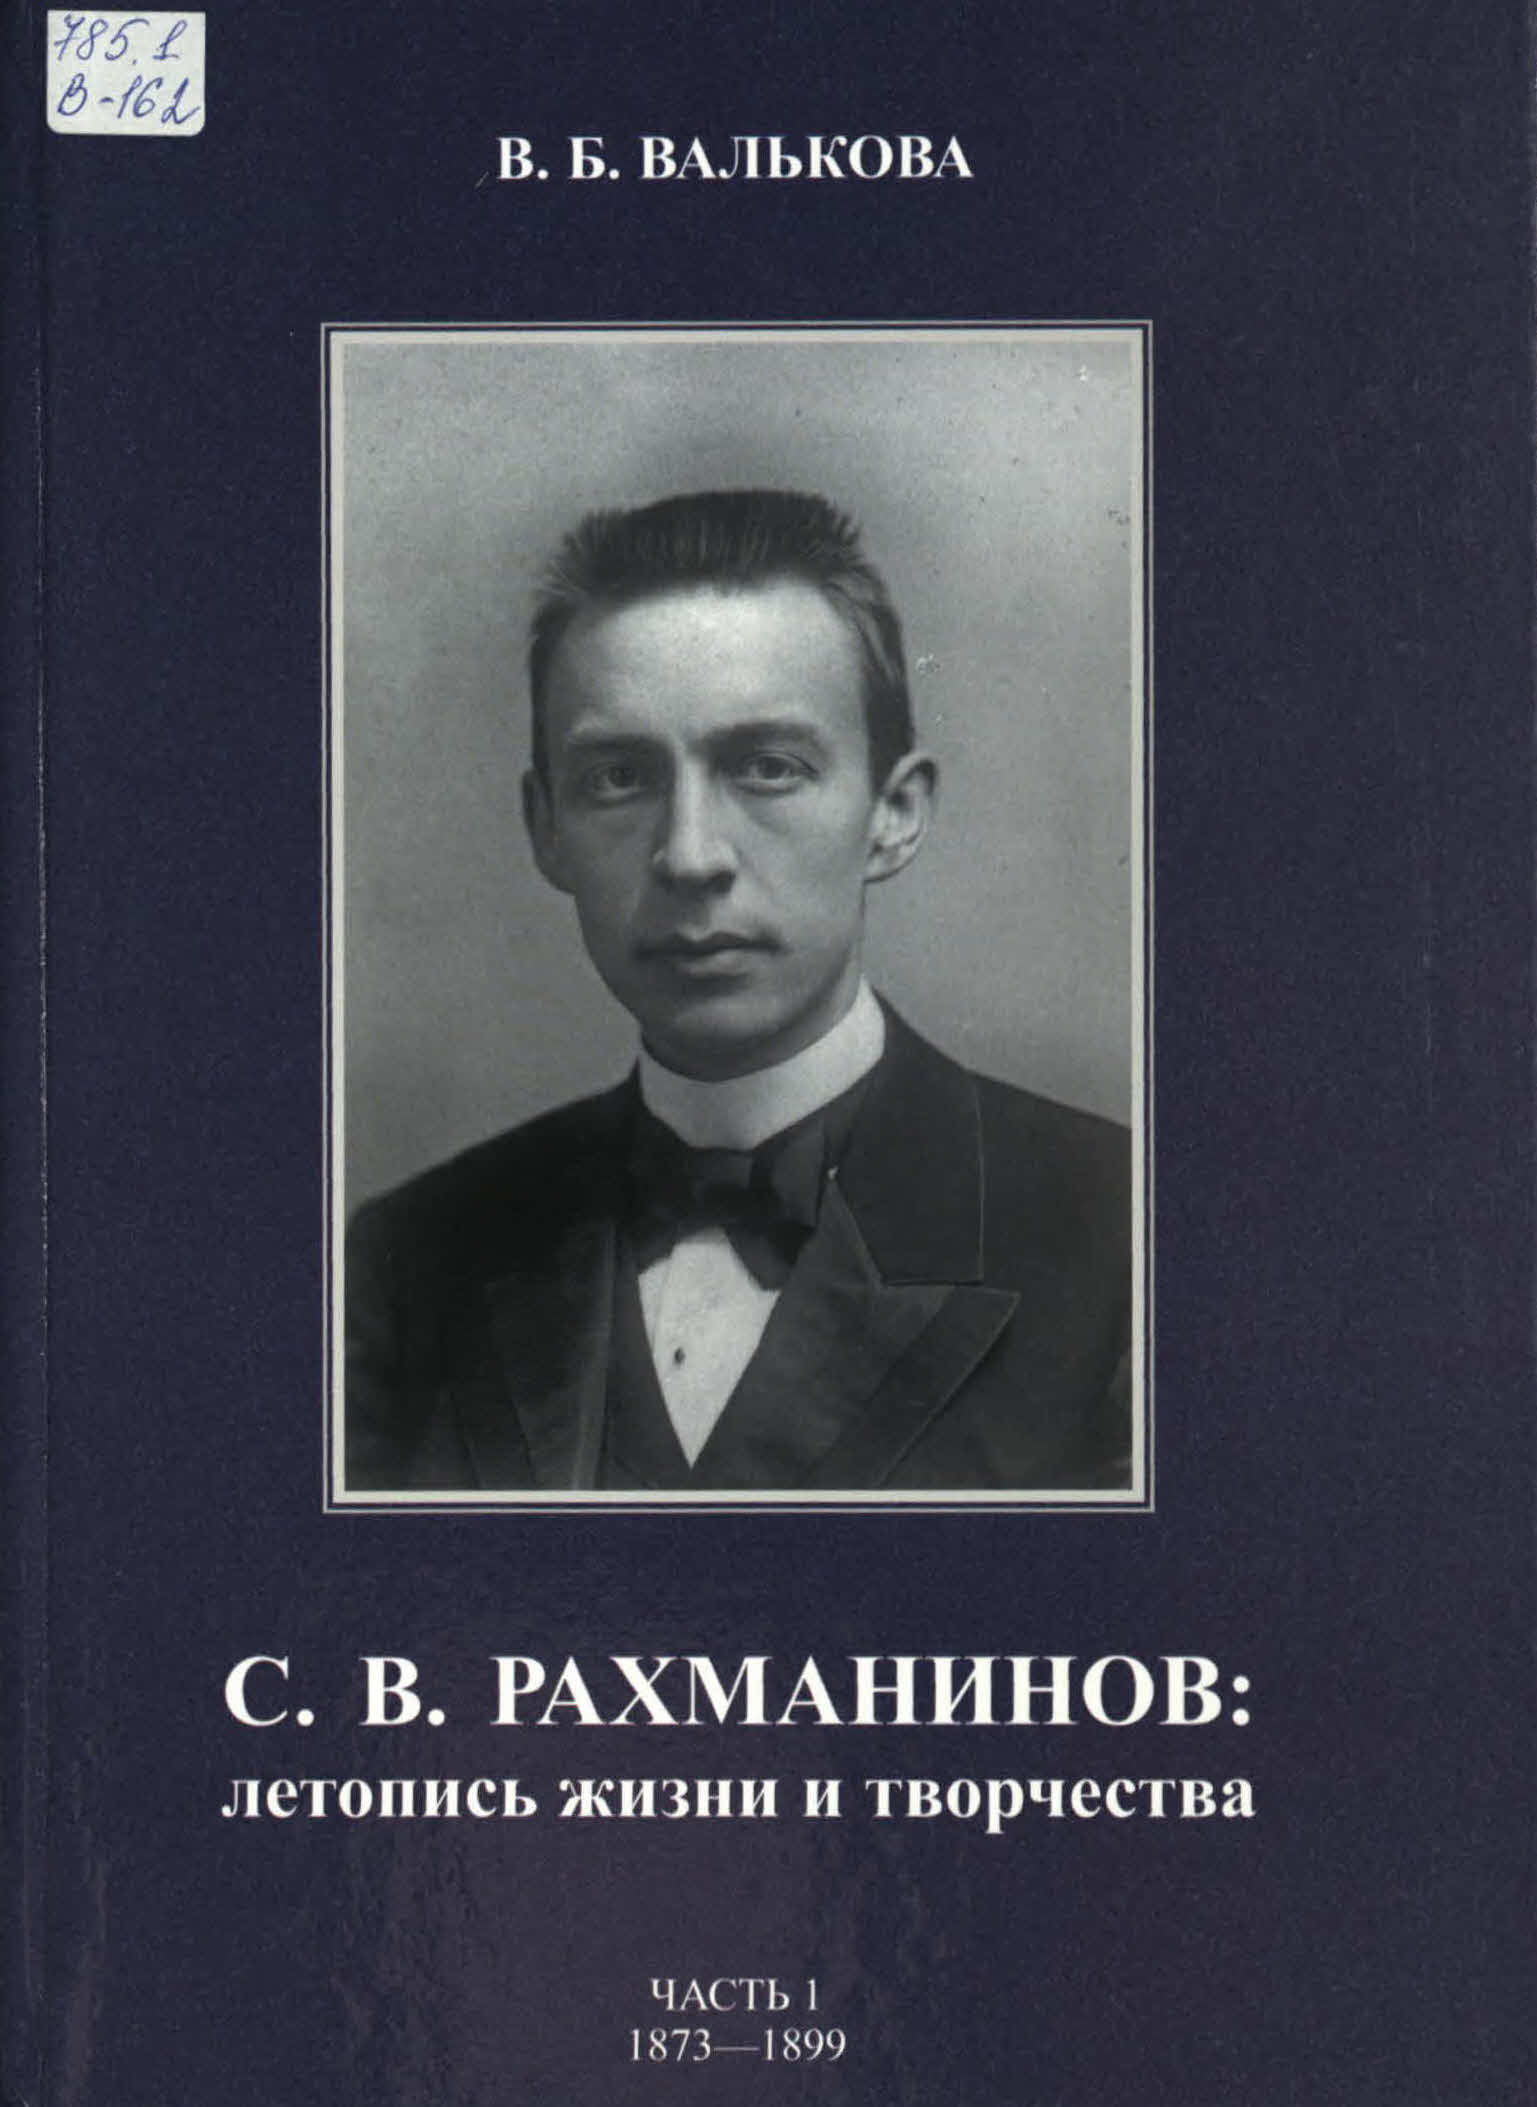 785.1
В-162
В. Б. ВАЛЬКОВА
С. В. РАХМАНИНОВ:
летопись жизни и творчества
ЧАСТЬ 1
1873—1899